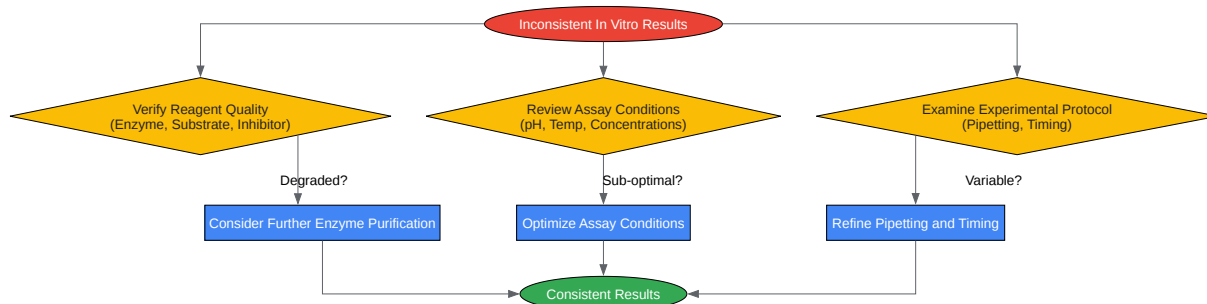 Inconsistent In Vitro Results
Verify Reagent Quality
(Enzyme, Substrate, Inhibitor)
Review Assay Conditions
(pH, Temp, Concentrations)
Examine Experimental Protocol
(Pipetting, Timing)
Degraded?
Sub-optimal?
Variable?
Consider Further Enzyme Purification
Optimize Assay Conditions
Refine Pipetting and Timing
Consistent Results